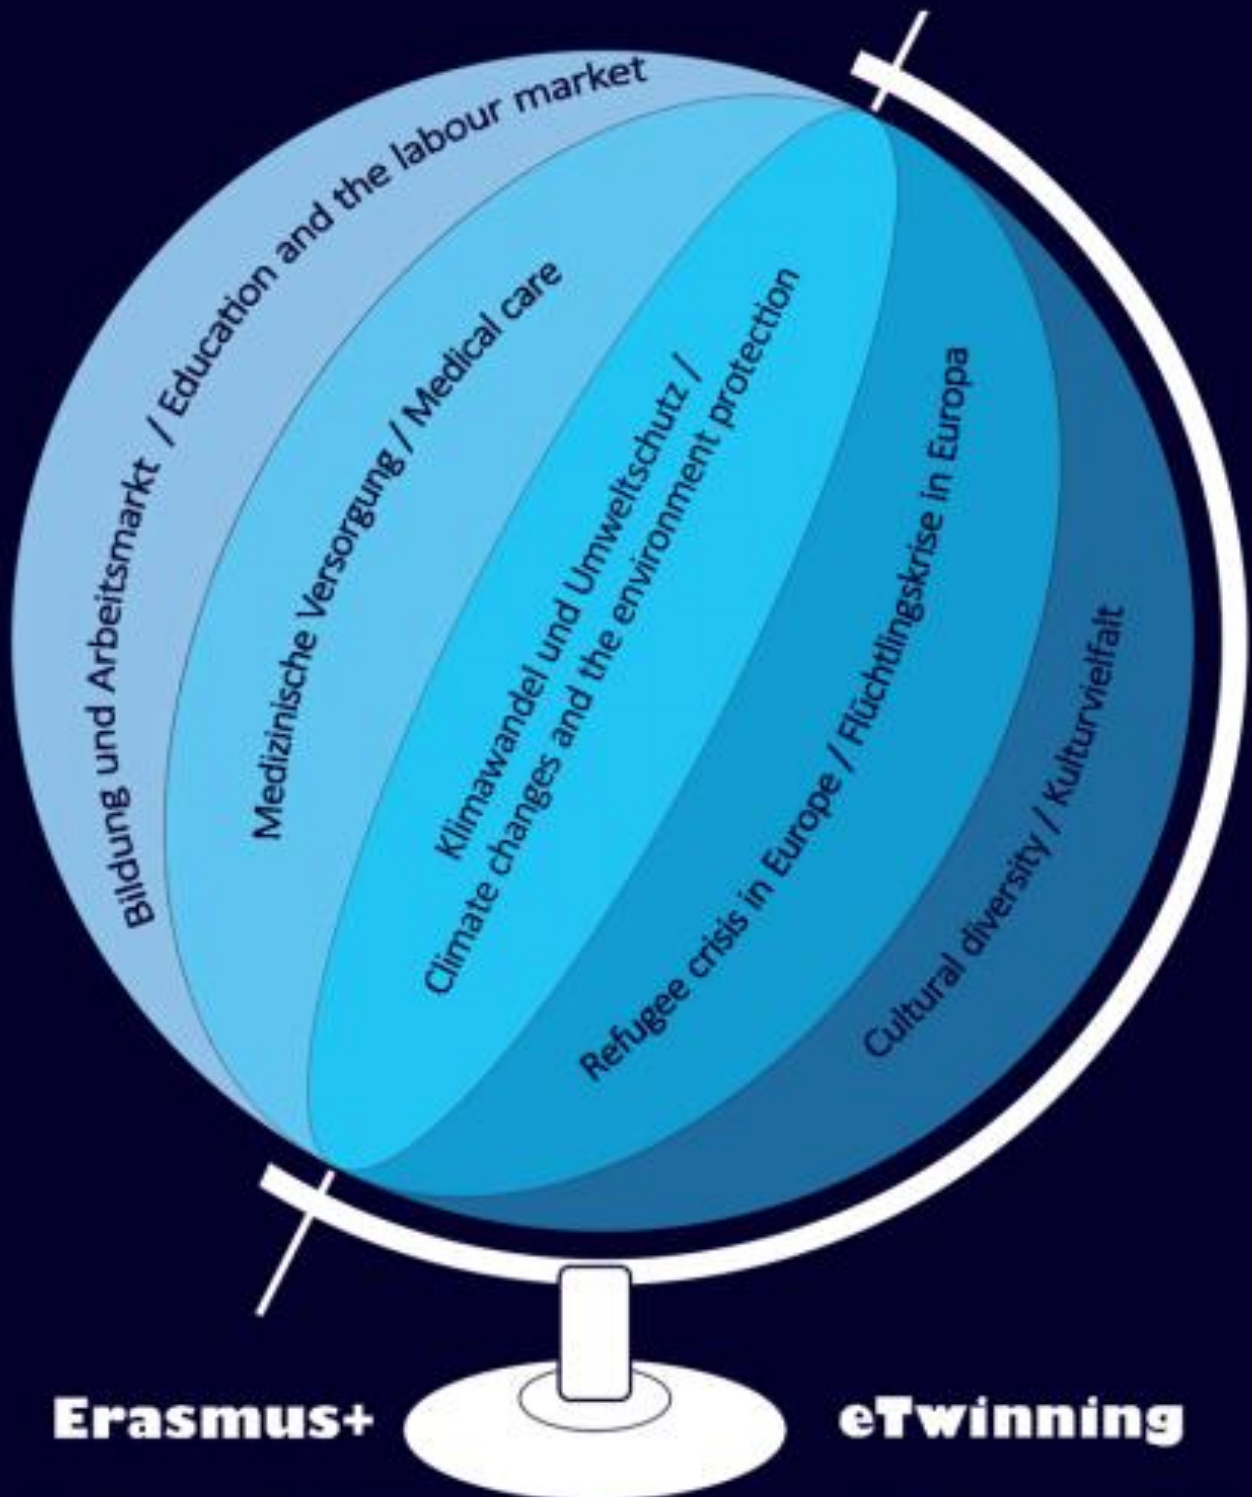 Bildung und Arbeitsmarkt / Education and the labour market
Medizinische Versorgung / Medical care
Klimawandel und Umweltschutz /
Climate changes and the environment protection
Refugee crisis in Europe / Flüchtlingskrise in Europa
Cultural diversity / Kulturvielfalt
Erasmus+
eTwinning